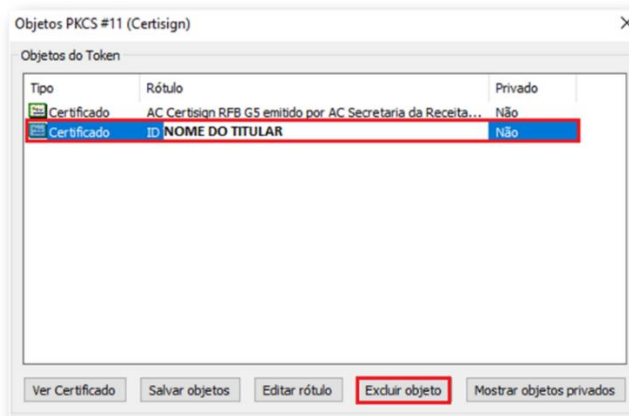 Objetos PKCS #11 (Certisign)
Objetos do Token
Tipo Rótulo Privado
Certificado AC Certisign RFB G5 emitido por AC Secretaria da Receita... Não
Certificado ID NOME DO TITULAR Não
Ver Certificado Salvar objetos Editar rótulo Excluir objeto Mostrar objetos privados